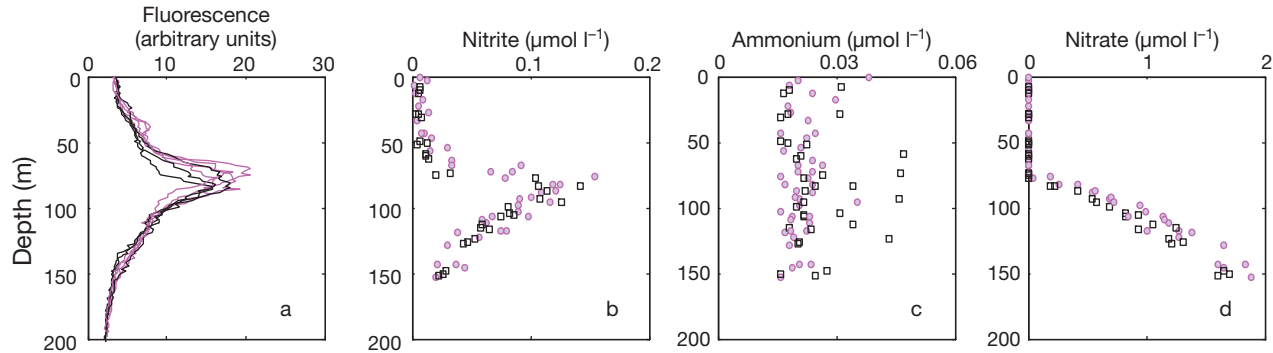 Fluorescence
(arbitrary units)
0 10 20 30
Nitrite (µmol l⁻¹)
0 0.1 0.2
Ammonium (µmol l⁻¹)
0 0.03 0.06
Nitrate (µmol l⁻¹)
0 1 2
Depth (m)
0
50
100
150
200
a
0
50
100
150
200
b
0
50
100
150
200
c
0
50
100
150
200
d